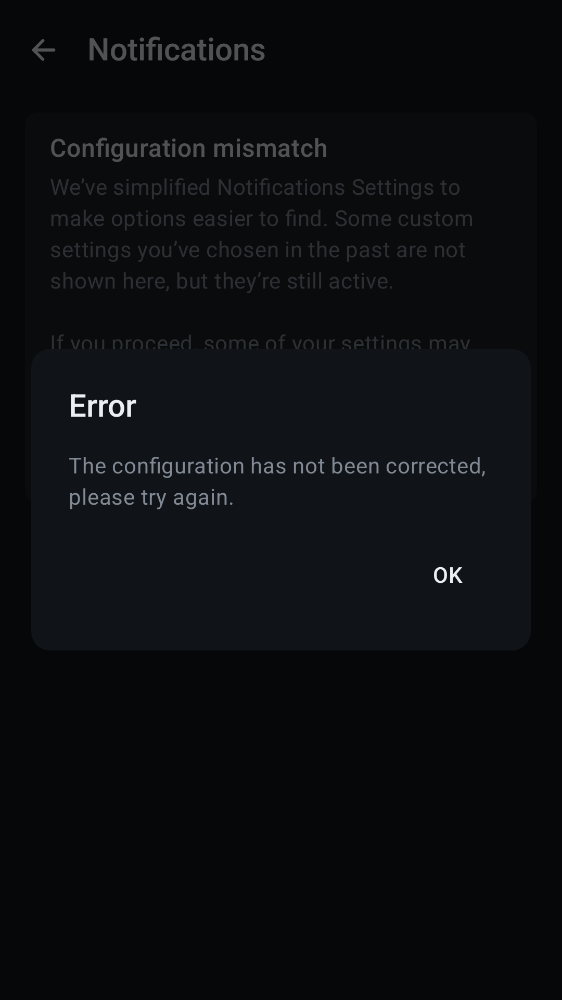 Notifications
Configuration mismatch
We’ve simplified Notifications Settings to
make options easier to find. Some custom
settings you’ve chosen in the past are not
shown here, but they’re still active.
If you proceed, some of your settings may
Error
The configuration has not been corrected,
please try again.
OK